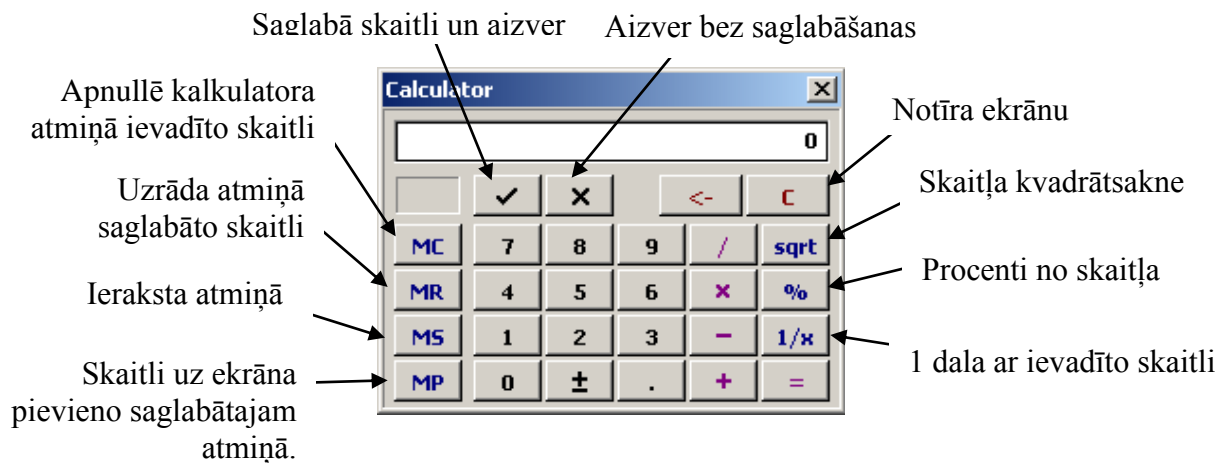 Saglabā skaitli un aizver
Aizver bez saglabāšanas
Apnullē kalkulatora
atmiņā ievadīto skaitli
Uzrāda atmiņā
saglabāto skaitli
Ieraksta atmiņā
Skaitli uz ekrāna
pievieno saglabātajam
atmiņā.
Calculator
0
<- C
MC 7 8 9 / sqrt
MR 4 5 6 × %
MS 1 2 3 − 1/x
MP 0 ± . + =
Notīra ekrānu
Skaitļa kvadrātsakne
Procenti no skaitļa
1 dala ar ievadīto skaitli